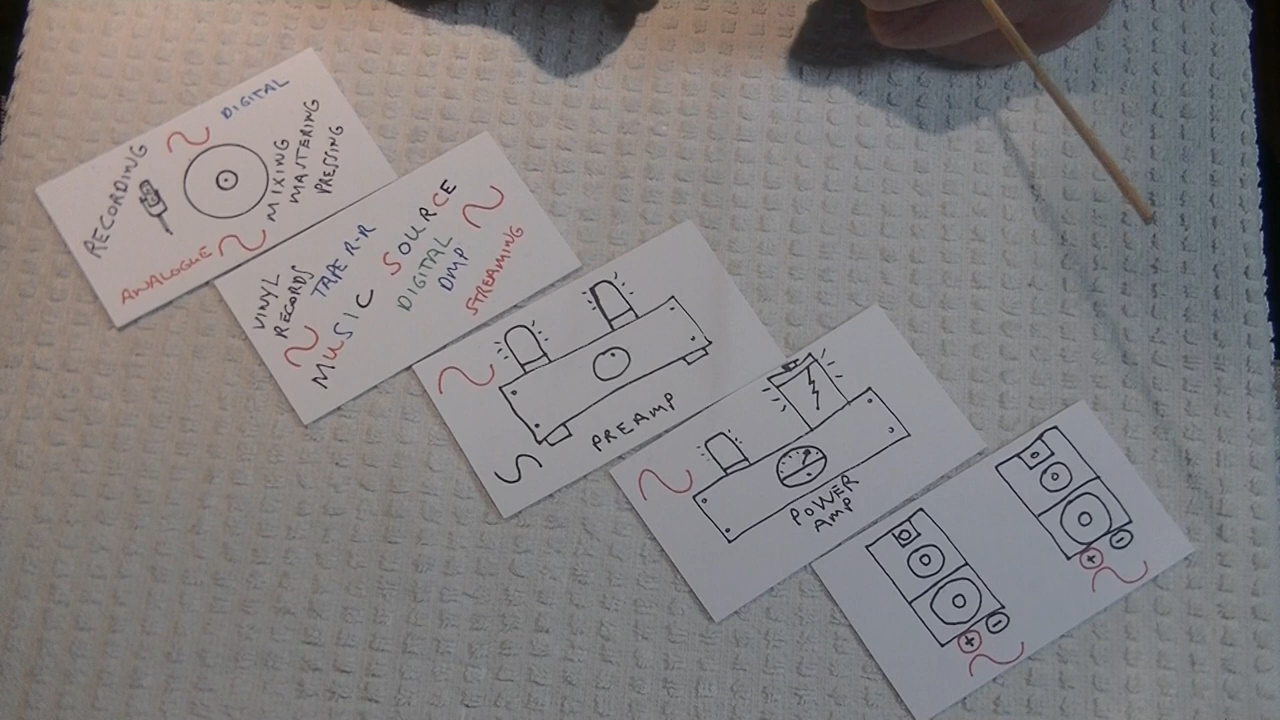 RECORDING
DIGITAL
ANALOGUE
MIXING
MASTERING
PRESSING
VINYL
RECORDS
TAPE R-R
MUSIC SOURCE
DIGITAL
DMP
STREAMING
PREAMP
POWER
AMP
+
-
+
-